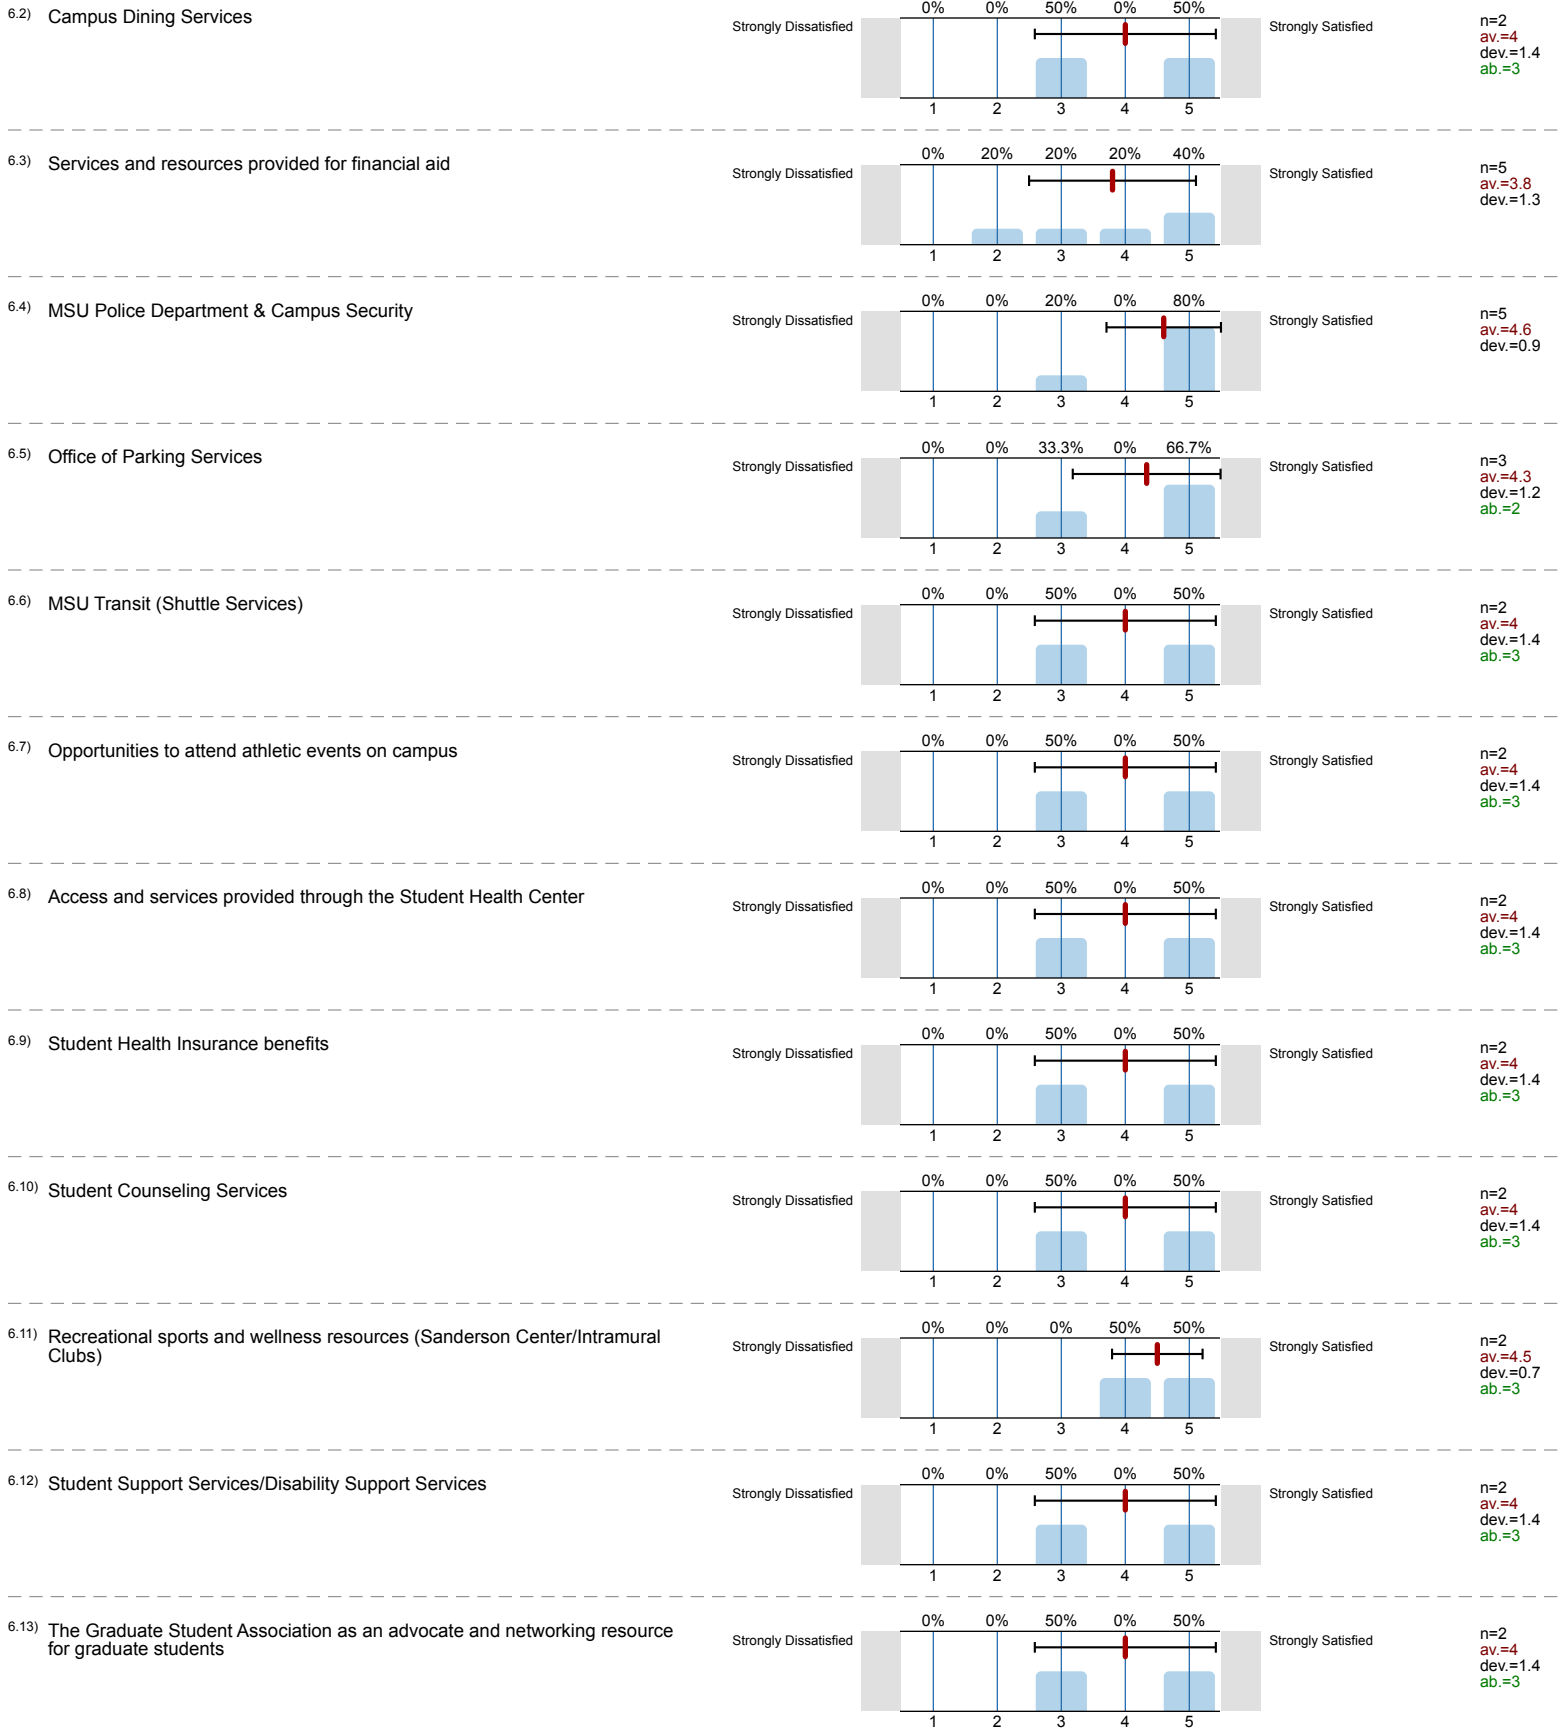 6.2) Campus Dining Services
0% 0% 50% 0% 50%
Strongly Dissatisfied
Strongly Satisfied
n=2
av.=4
dev.=1.4
ab.=3
1 2 3 4 5
6.3) Services and resources provided for financial aid
0% 20% 20% 20% 40%
Strongly Dissatisfied
Strongly Satisfied
n=5
av.=3.8
dev.=1.3
1 2 3 4 5
6.4) MSU Police Department & Campus Security
0% 0% 20% 0% 80%
Strongly Dissatisfied
Strongly Satisfied
n=5
av.=4.6
dev.=0.9
1 2 3 4 5
6.5) Office of Parking Services
0% 0% 33.3% 0% 66.7%
Strongly Dissatisfied
Strongly Satisfied
n=3
av.=4.3
dev.=1.2
ab.=2
1 2 3 4 5
6.6) MSU Transit (Shuttle Services)
0% 0% 50% 0% 50%
Strongly Dissatisfied
Strongly Satisfied
n=2
av.=4
dev.=1.4
ab.=3
1 2 3 4 5
6.7) Opportunities to attend athletic events on campus
0% 0% 50% 0% 50%
Strongly Dissatisfied
Strongly Satisfied
n=2
av.=4
dev.=1.4
ab.=3
1 2 3 4 5
6.8) Access and services provided through the Student Health Center
0% 0% 50% 0% 50%
Strongly Dissatisfied
Strongly Satisfied
n=2
av.=4
dev.=1.4
ab.=3
1 2 3 4 5
6.9) Student Health Insurance benefits
0% 0% 50% 0% 50%
Strongly Dissatisfied
Strongly Satisfied
n=2
av.=4
dev.=1.4
ab.=3
1 2 3 4 5
6.10) Student Counseling Services
0% 0% 50% 0% 50%
Strongly Dissatisfied
Strongly Satisfied
n=2
av.=4
dev.=1.4
ab.=3
1 2 3 4 5
6.11) Recreational sports and wellness resources (Sanderson Center/Intramural
Clubs)
0% 0% 0% 50% 50%
Strongly Dissatisfied
Strongly Satisfied
n=2
av.=4.5
dev.=0.7
ab.=3
1 2 3 4 5
6.12) Student Support Services/Disability Support Services
0% 0% 50% 0% 50%
Strongly Dissatisfied
Strongly Satisfied
n=2
av.=4
dev.=1.4
ab.=3
1 2 3 4 5
6.13) The Graduate Student Association as an advocate and networking resource
for graduate students
0% 0% 50% 0% 50%
Strongly Dissatisfied
Strongly Satisfied
n=2
av.=4
dev.=1.4
ab.=3
1 2 3 4 5